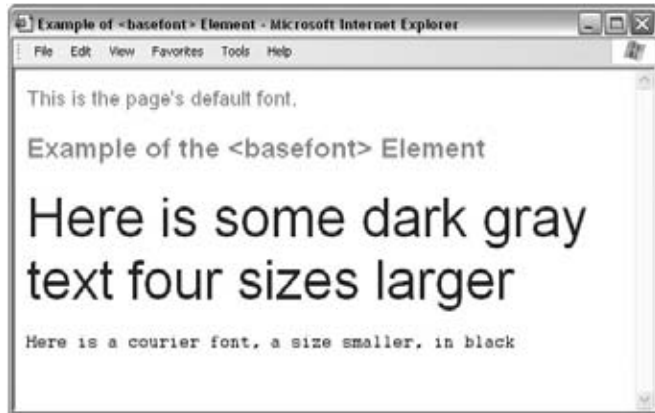 Example of <basefont> Element - Microsoft Internet Explorer
File Edit View Favorites Tools Help
This is the page's default font.
Example of the <basefont> Element
Here is some dark gray
text four sizes larger
Here is a courier font, a size smaller, in black